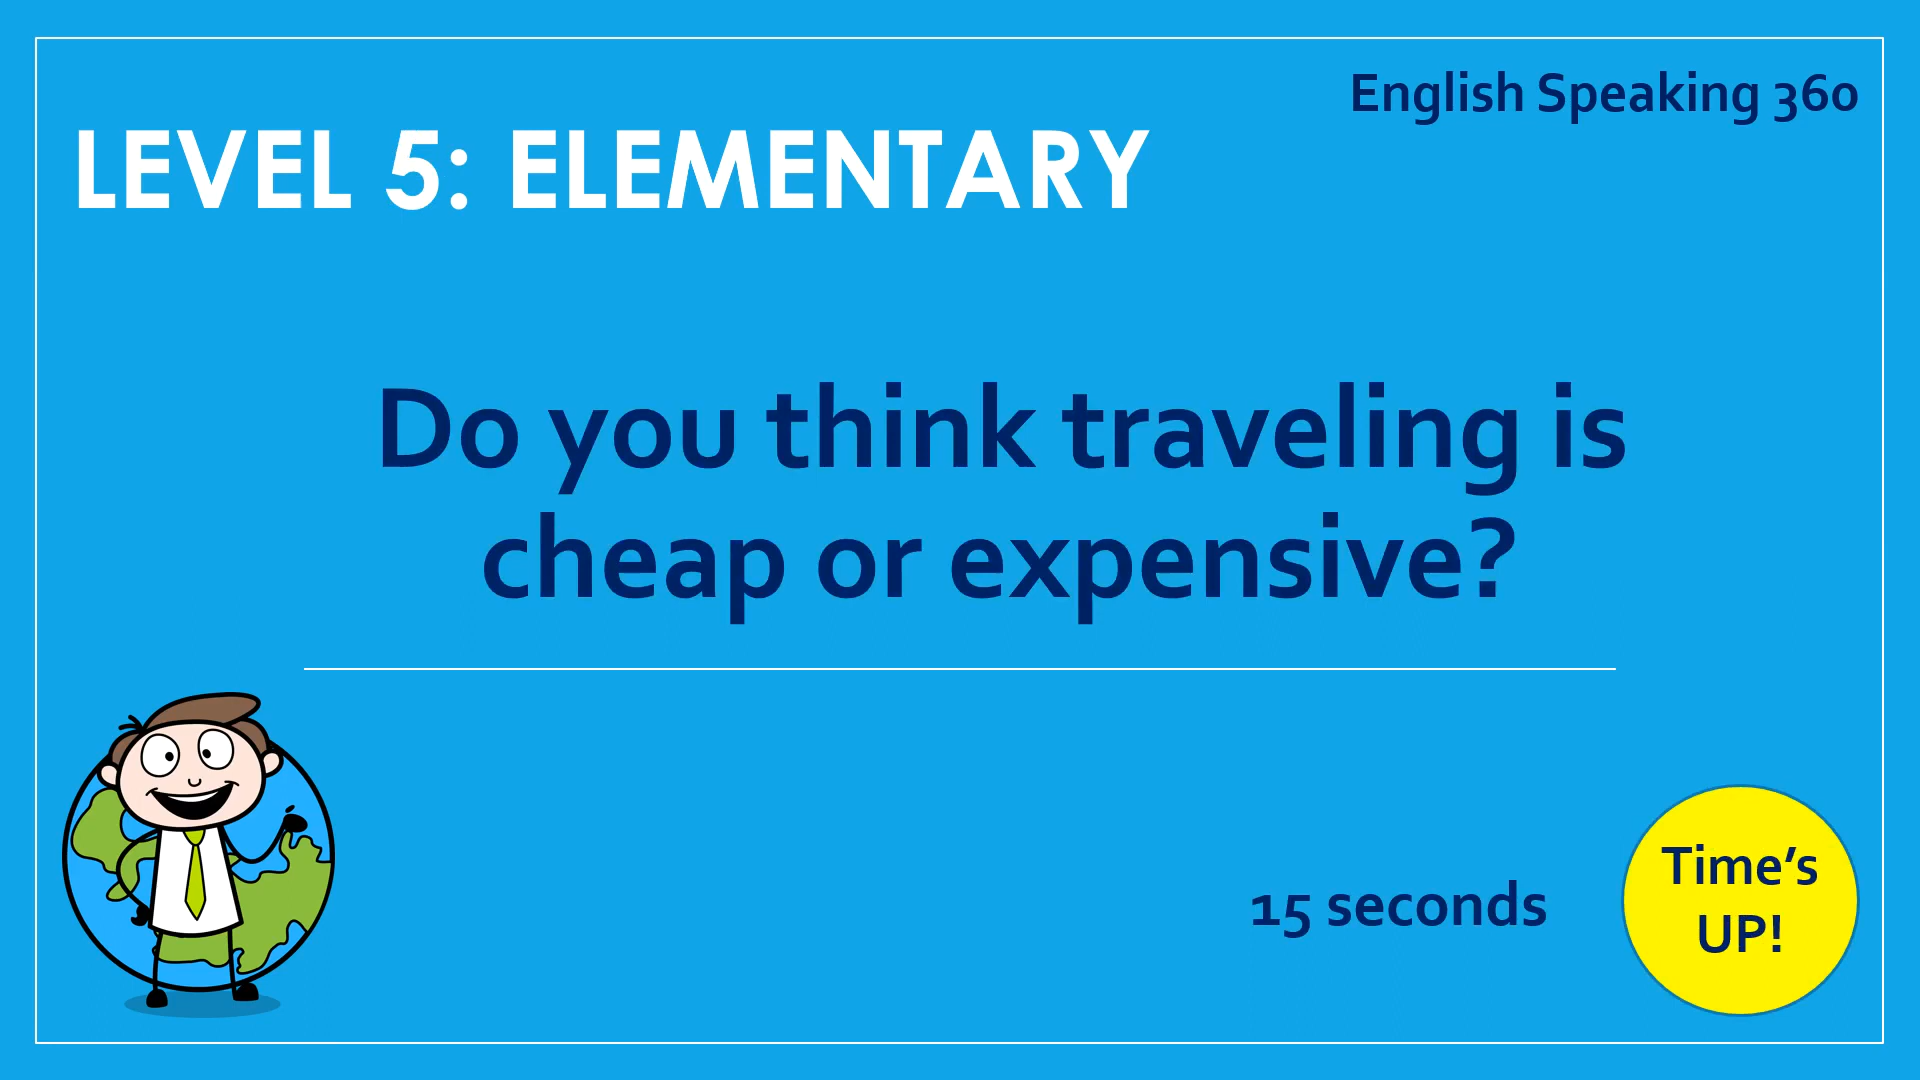 English Speaking 360
LEVEL 5: ELEMENTARY
Do you think traveling is
cheap or expensive?
15 seconds
Time’s
UP!